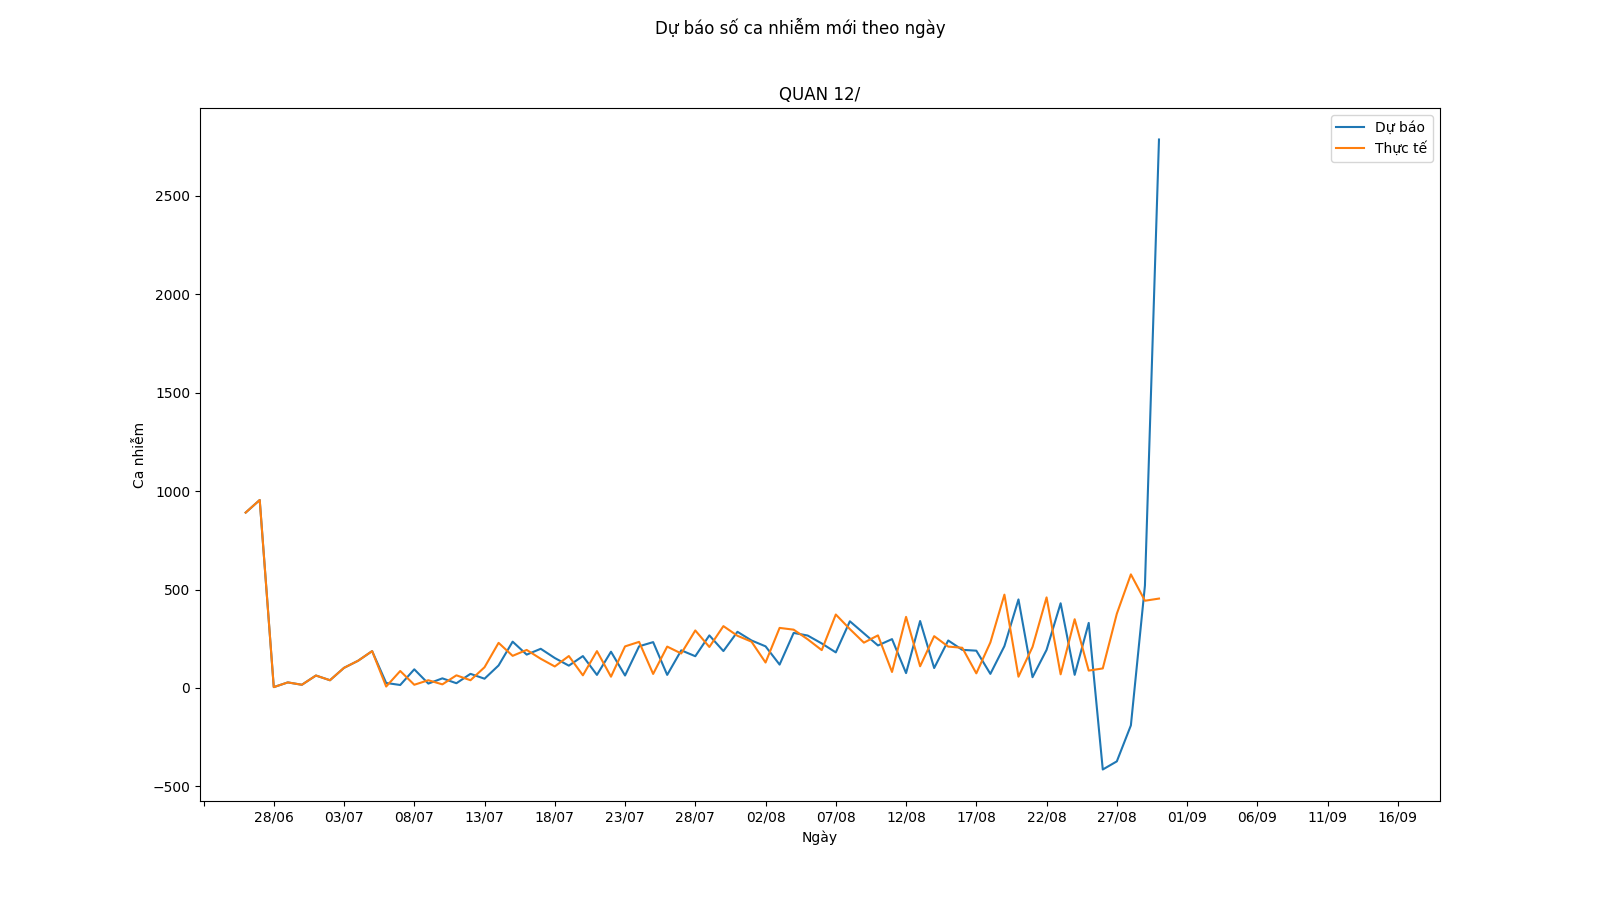 Dự báo số ca nhiễm mới theo ngày
QUAN 12/
Dự báo
Thực tế
2500
2000
1500
1000
500
0
−500
Ca nhiễm
28/06 03/07 08/07 13/07 18/07 23/07 28/07 02/08 07/08 12/08 17/08 22/08 27/08 01/09 06/09 11/09 16/09
Ngày